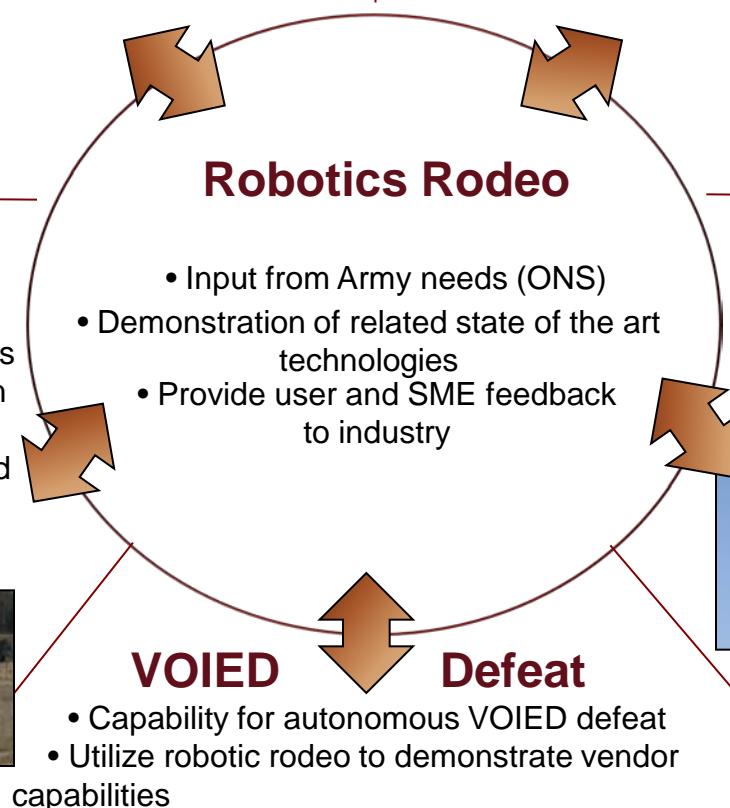 Robotics Rodeo
• Input from Army needs (ONS)
• Demonstration of related state of the art
technologies
• Provide user and SME feedback
to industry
VOIED Defeat
• Capability for autonomous VOIED defeat
• Utilize robotic rodeo to demonstrate vendor
capabilities